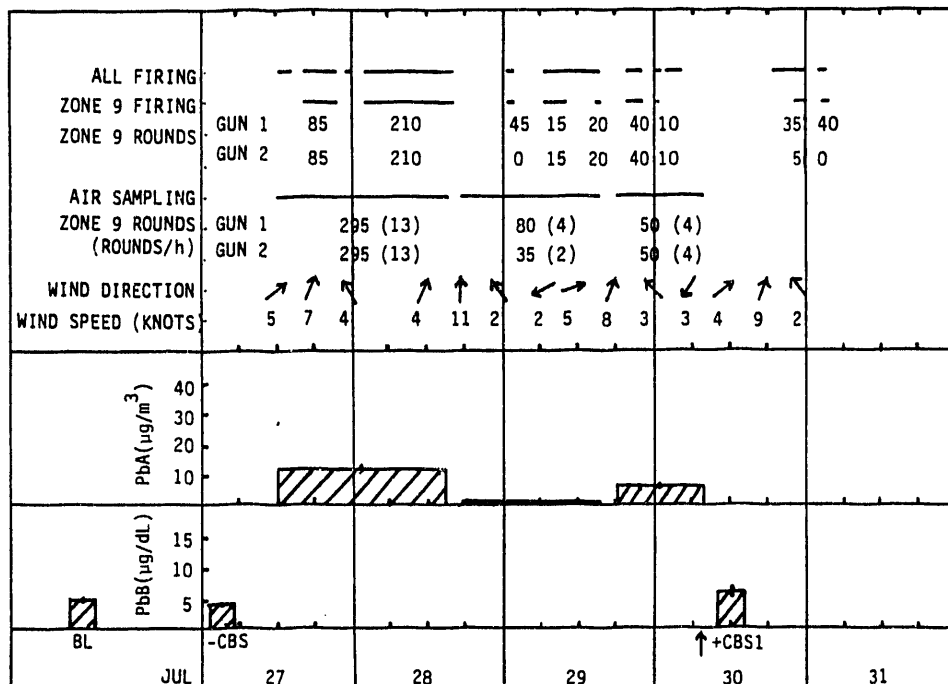 ALL FIRING
ZONE 9 FIRING
ZONE 9 ROUNDS GUN 1 85 210 45 15 20 40 10 35 40
GUN 2 85 210 0 15 20 40 10 5 0
AIR SAMPLING
ZONE 9 ROUNDS GUN 1 295 (13) 80 (4) 50 (4)
(ROUNDS/h) GUN 2 295 (13) 35 (2) 50 (4)
WIND DIRECTION
WIND SPEED (KNOTS) 5 7 4 4 11 2 2 5 8 3 3 4 9 2
PbA(µg/m³)
40
30
20
10
PbB(µg/dL)
15
10
5
BL -CBS +CBS1
JUL 27 28 29 30 31